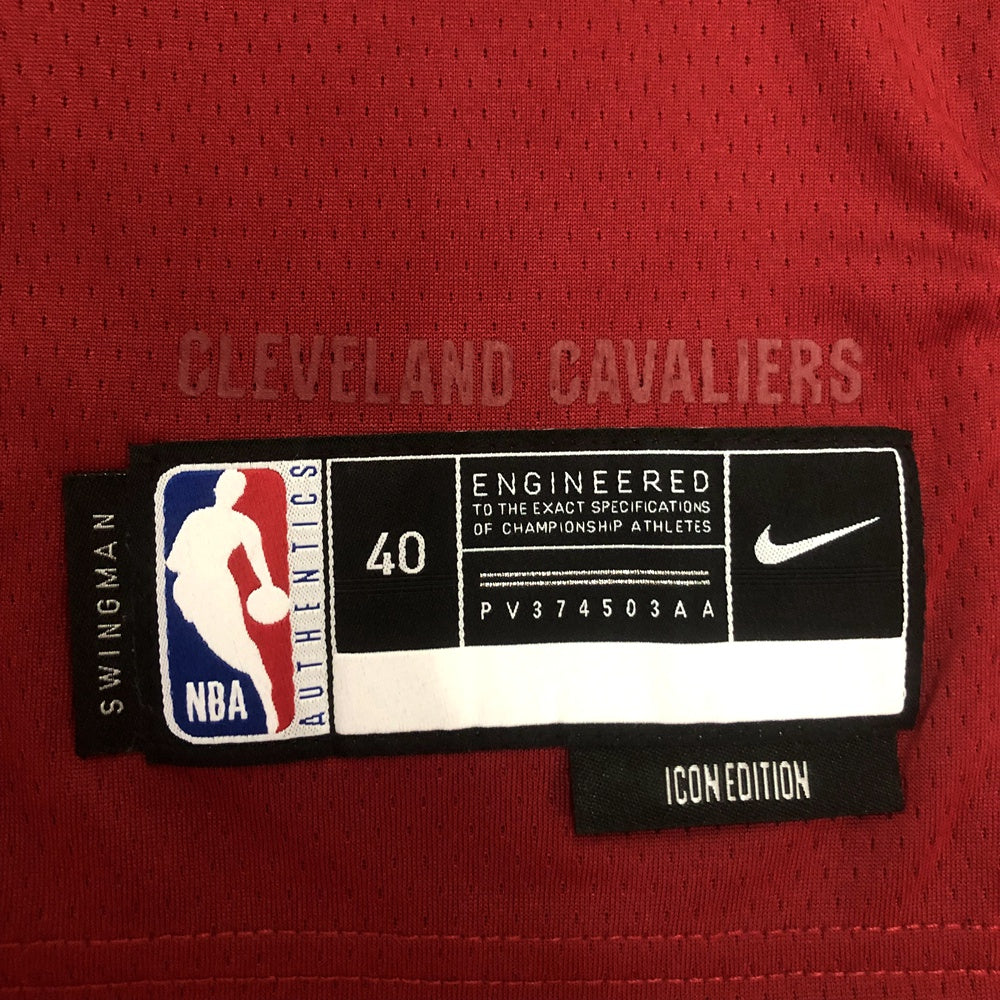 CLEVELAND CAVALIERS
SWINGMAN
NBA
AUTHENTICS
40
ENGINEERED
TO THE EXACT SPECIFICATIONS
OF CHAMPIONSHIP ATHLETES
PV374503AA
ICON EDITION